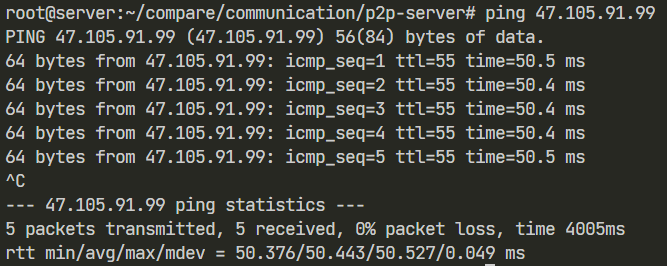 root@server:~/compare/communication/p2p-server# ping 47.105.91.99
PING 47.105.91.99 (47.105.91.99) 56(84) bytes of data.
64 bytes from 47.105.91.99: icmp_seq=1 ttl=55 time=50.5 ms
64 bytes from 47.105.91.99: icmp_seq=2 ttl=55 time=50.4 ms
64 bytes from 47.105.91.99: icmp_seq=3 ttl=55 time=50.4 ms
64 bytes from 47.105.91.99: icmp_seq=4 ttl=55 time=50.4 ms
64 bytes from 47.105.91.99: icmp_seq=5 ttl=55 time=50.5 ms
^C
--- 47.105.91.99 ping statistics ---
5 packets transmitted, 5 received, 0% packet loss, time 4005ms
rtt min/avg/max/mdev = 50.376/50.443/50.527/0.049 ms